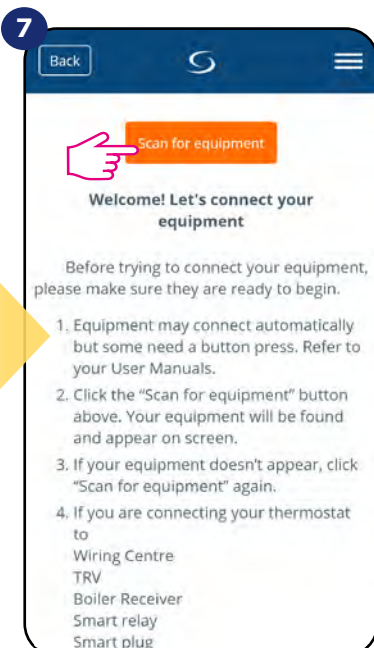 7
Back
Scan for equipment
Welcome! Let's connect your
equipment
Before trying to connect your equipment,
please make sure they are ready to begin.
1. Equipment may connect automatically
but some need a button press. Refer to
your User Manuals.
2. Click the “Scan for equipment” button
above. Your equipment will be found
and appear on screen.
3. If your equipment doesn't appear, click
“Scan for equipment” again.
4. If you are connecting your thermostat
to
Wiring Centre
TRV
Boiler Receiver
Smart relay
Smart plug